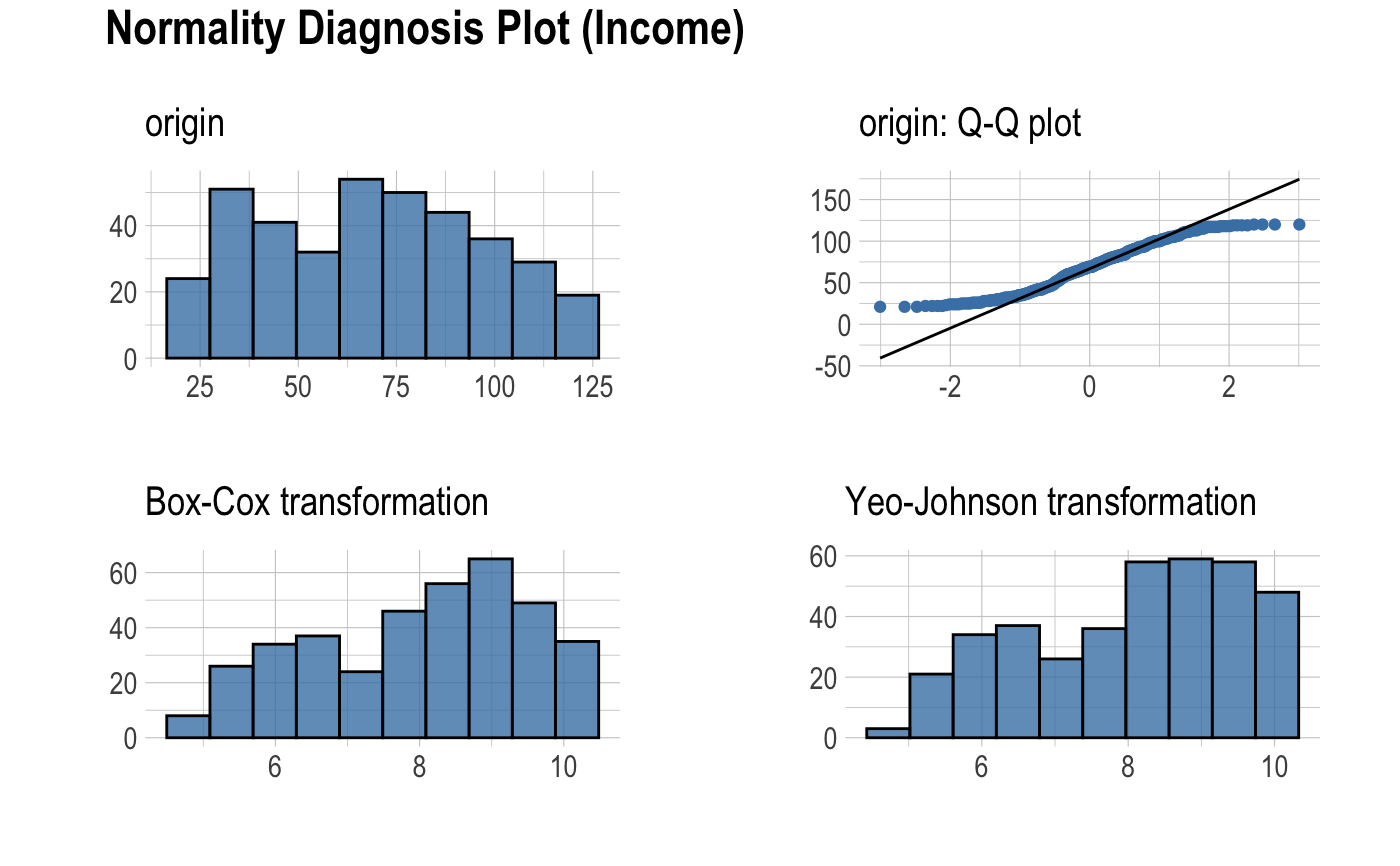 Normality Diagnosis Plot (Income)
origin
40
20
0
25 50 75 100 125
origin: Q-Q plot
150
100
50
0
-50
-2 0 2
Box-Cox transformation
60
40
20
0
6 8 10
Yeo-Johnson transformation
60
40
20
0
6 8 10